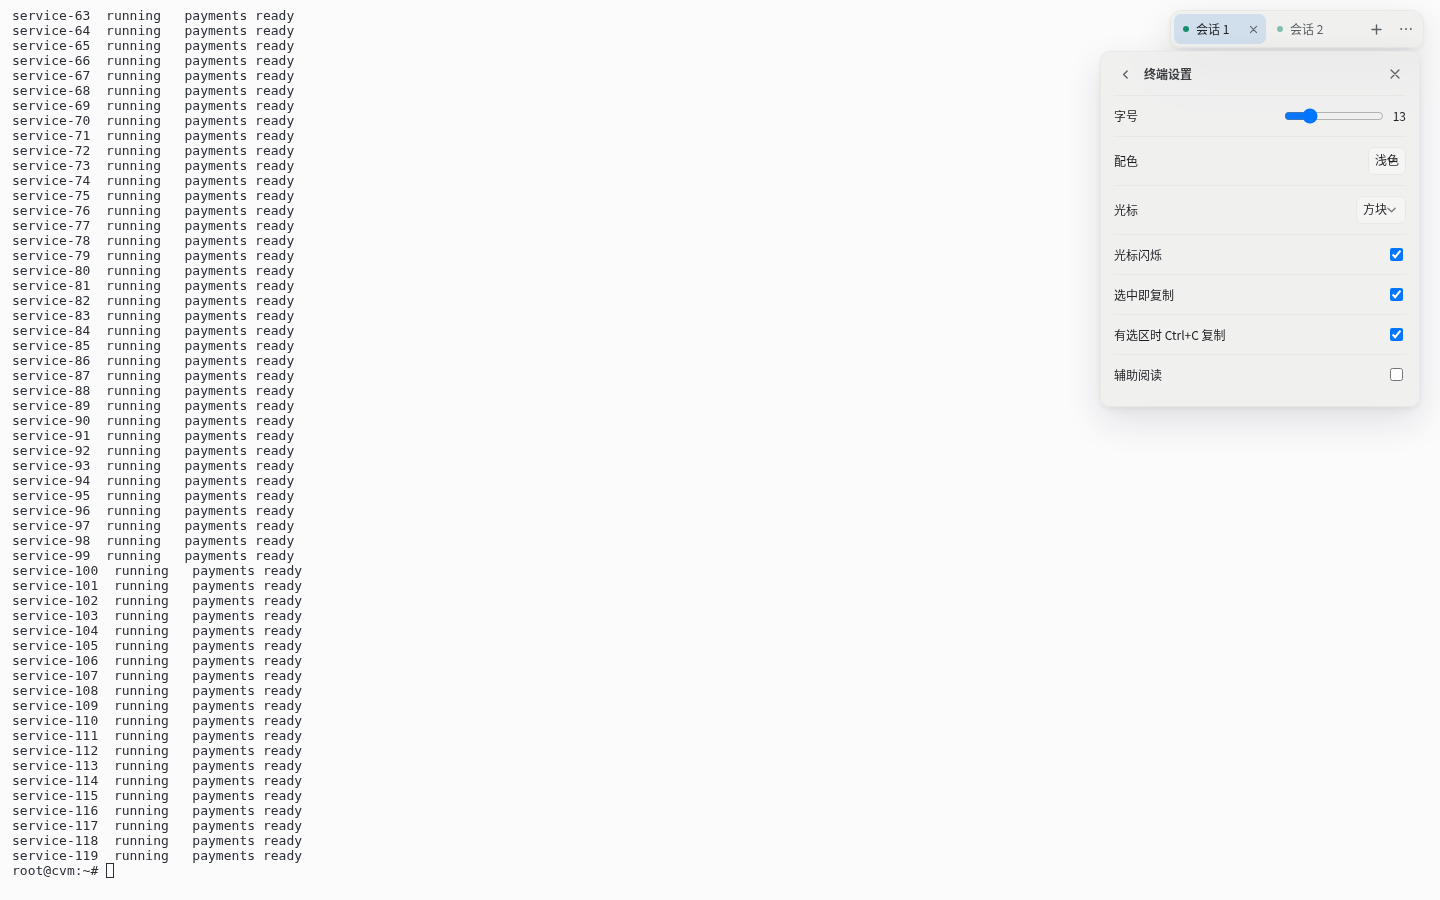 service-63  running   payments ready
service-64  running   payments ready
service-65  running   payments ready
service-66  running   payments ready
service-67  running   payments ready
service-68  running   payments ready
service-69  running   payments ready
service-70  running   payments ready
service-71  running   payments ready
service-72  running   payments ready
service-73  running   payments ready
service-74  running   payments ready
service-75  running   payments ready
service-76  running   payments ready
service-77  running   payments ready
service-78  running   payments ready
service-79  running   payments ready
service-80  running   payments ready
service-81  running   payments ready
service-82  running   payments ready
service-83  running   payments ready
service-84  running   payments ready
service-85  running   payments ready
service-86  running   payments ready
service-87  running   payments ready
service-88  running   payments ready
service-89  running   payments ready
service-90  running   payments ready
service-91  running   payments ready
service-92  running   payments ready
service-93  running   payments ready
service-94  running   payments ready
service-95  running   payments ready
service-96  running   payments ready
service-97  running   payments ready
service-98  running   payments ready
service-99  running   payments ready
service-100  running   payments ready
service-101  running   payments ready
service-102  running   payments ready
service-103  running   payments ready
service-104  running   payments ready
service-105  running   payments ready
service-106  running   payments ready
service-107  running   payments ready
service-108  running   payments ready
service-109  running   payments ready
service-110  running   payments ready
service-111  running   payments ready
service-112  running   payments ready
service-113  running   payments ready
service-114  running   payments ready
service-115  running   payments ready
service-116  running   payments ready
service-117  running   payments ready
service-118  running   payments ready
service-119  running   payments ready
root@cvm:~#
会话 1 会话 2
终端设置
字号 13
配色 浅色
光标 方块
光标闪烁
选中即复制
有选区时 Ctrl+C 复制
辅助阅读